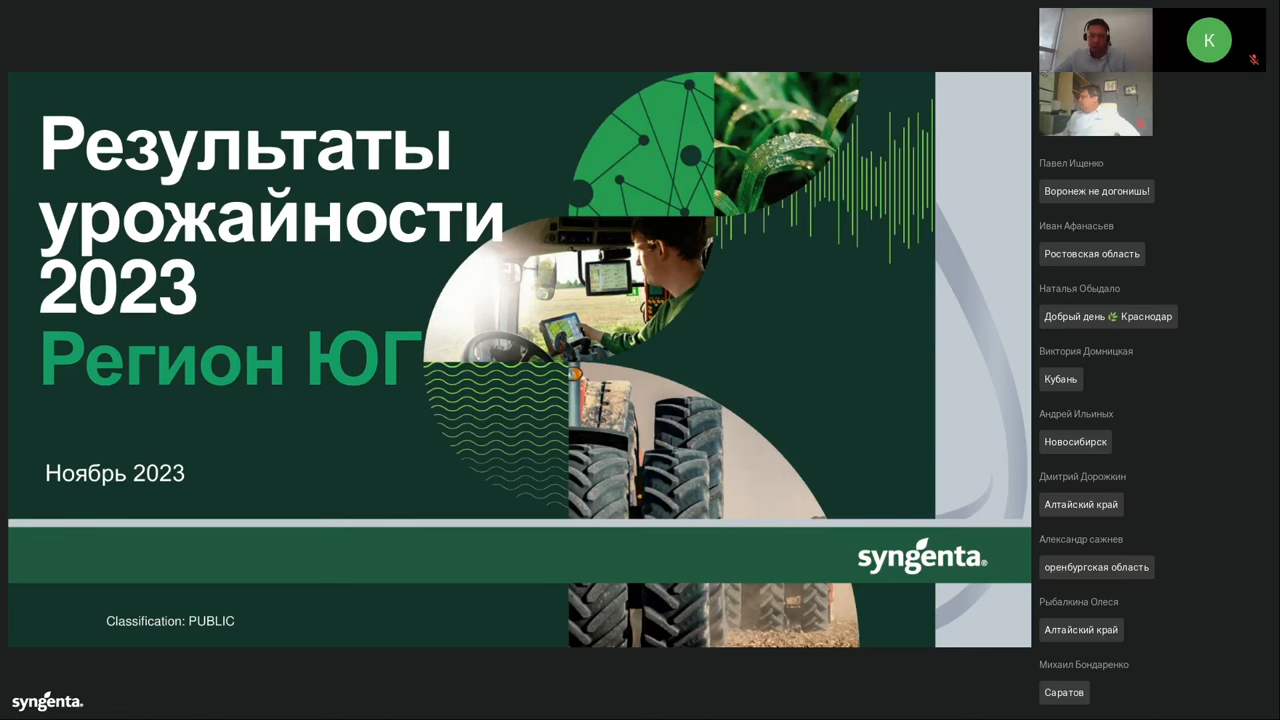 Результаты
урожайности
2023
Регион ЮГ
Ноябрь 2023
syngenta®
Classification: PUBLIC
syngenta®
К
Павел Ищенко
Воронеж не догонишь!
Иван Афанасьев
Ростовская область
Наталья Обыдало
Добрый день 🌿 Краснодар
Виктория Домницкая
Кубань
Андрей Ильиных
Новосибирск
Дмитрий Дорожкин
Алтайский край
Александр сажнев
оренбургская область
Рыбалкина Олеся
Алтайский край
Михаил Бондаренко
Саратов